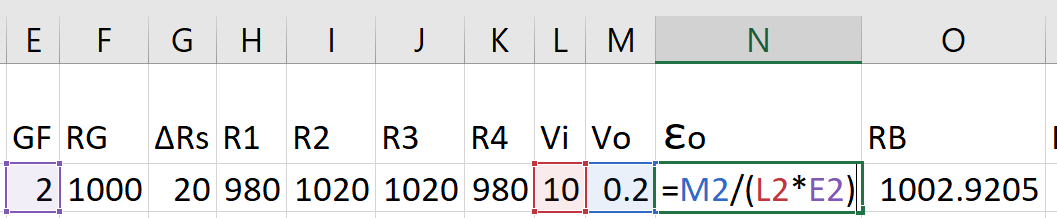 E F G H I J K L M N O
GF RG ΔRs R1 R2 R3 R4 Vi Vo Ɛo RB
2 1000 20 980 1020 1020 980 10 0.2 =M2/(L2*E2) 1002.9205